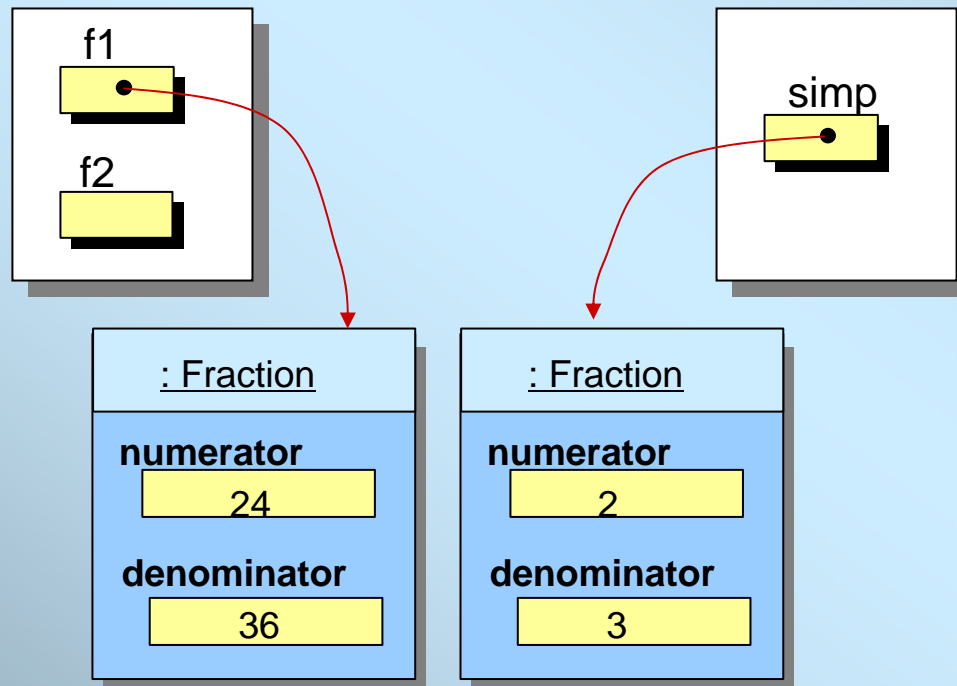 f1
simp
f2
: Fraction
: Fraction
numerator
numerator
24
2
denominator
denominator
36
3